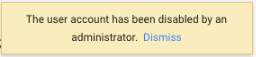 The user account has been disabled by an
administrator. Dismiss